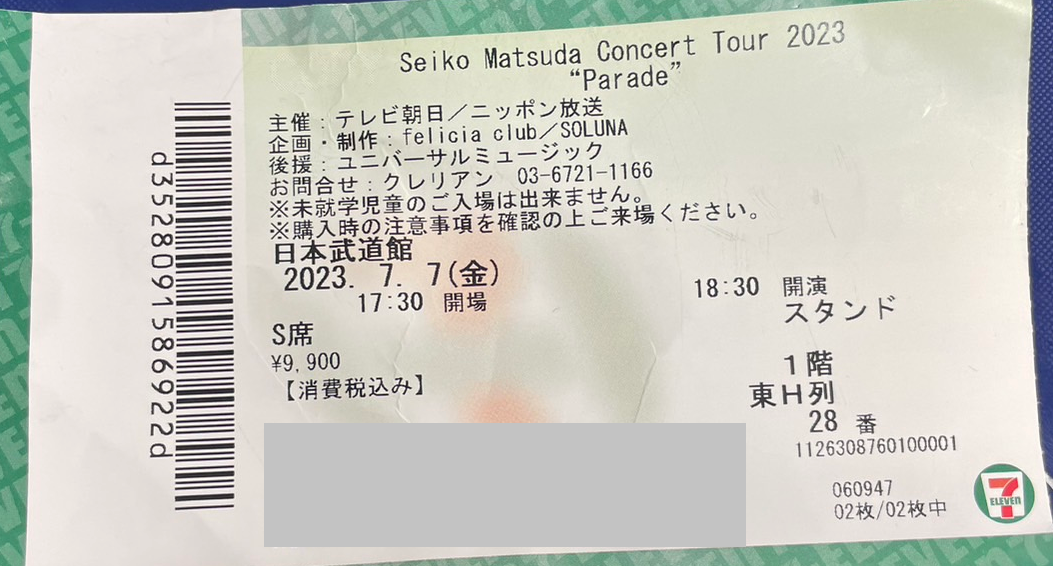 Seiko Matsuda Concert Tour 2023
“Parade”
主催：テレビ朝日／ニッポン放送
企画・制作：felicia club／SOLUNA
後援：ユニバーサルミュージック
お問合せ：クレリアン 03-6721-1166
※未就学児童のご入場は出来ません。
※購入時の注意事項を確認の上ご来場ください。
日本武道館
2023. 7. 7(金)
17:30 開場
18:30 開演
スタンド
S席
¥9,900
【消費税込み】
1階
東H列
28 番
1126308760100001
060947
02枚/02枚中
7
ELEVEN
d3528091586922d